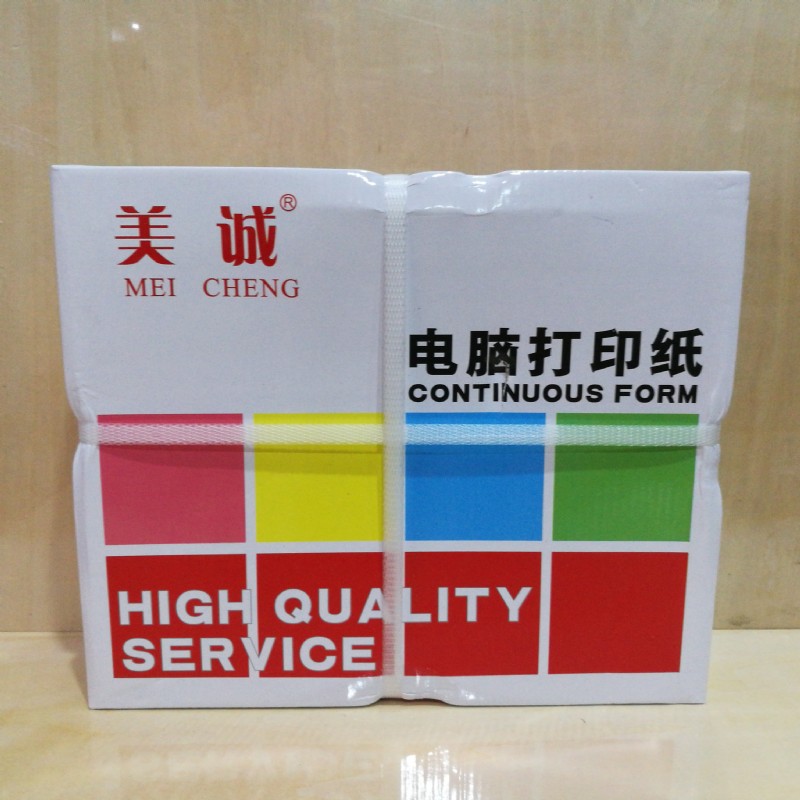 美诚®
MEI CHENG
电脑打印纸
CONTINUOUS FORM
HIGH QUALITY
SERVICE